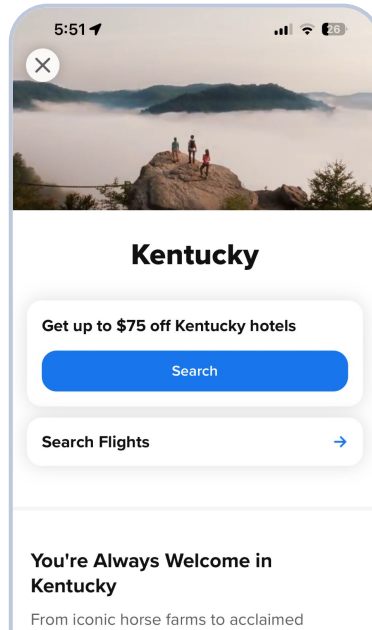 5:51
26
Kentucky
Get up to $75 off Kentucky hotels
Search
Search Flights
You're Always Welcome in
Kentucky
From iconic horse farms to acclaimed